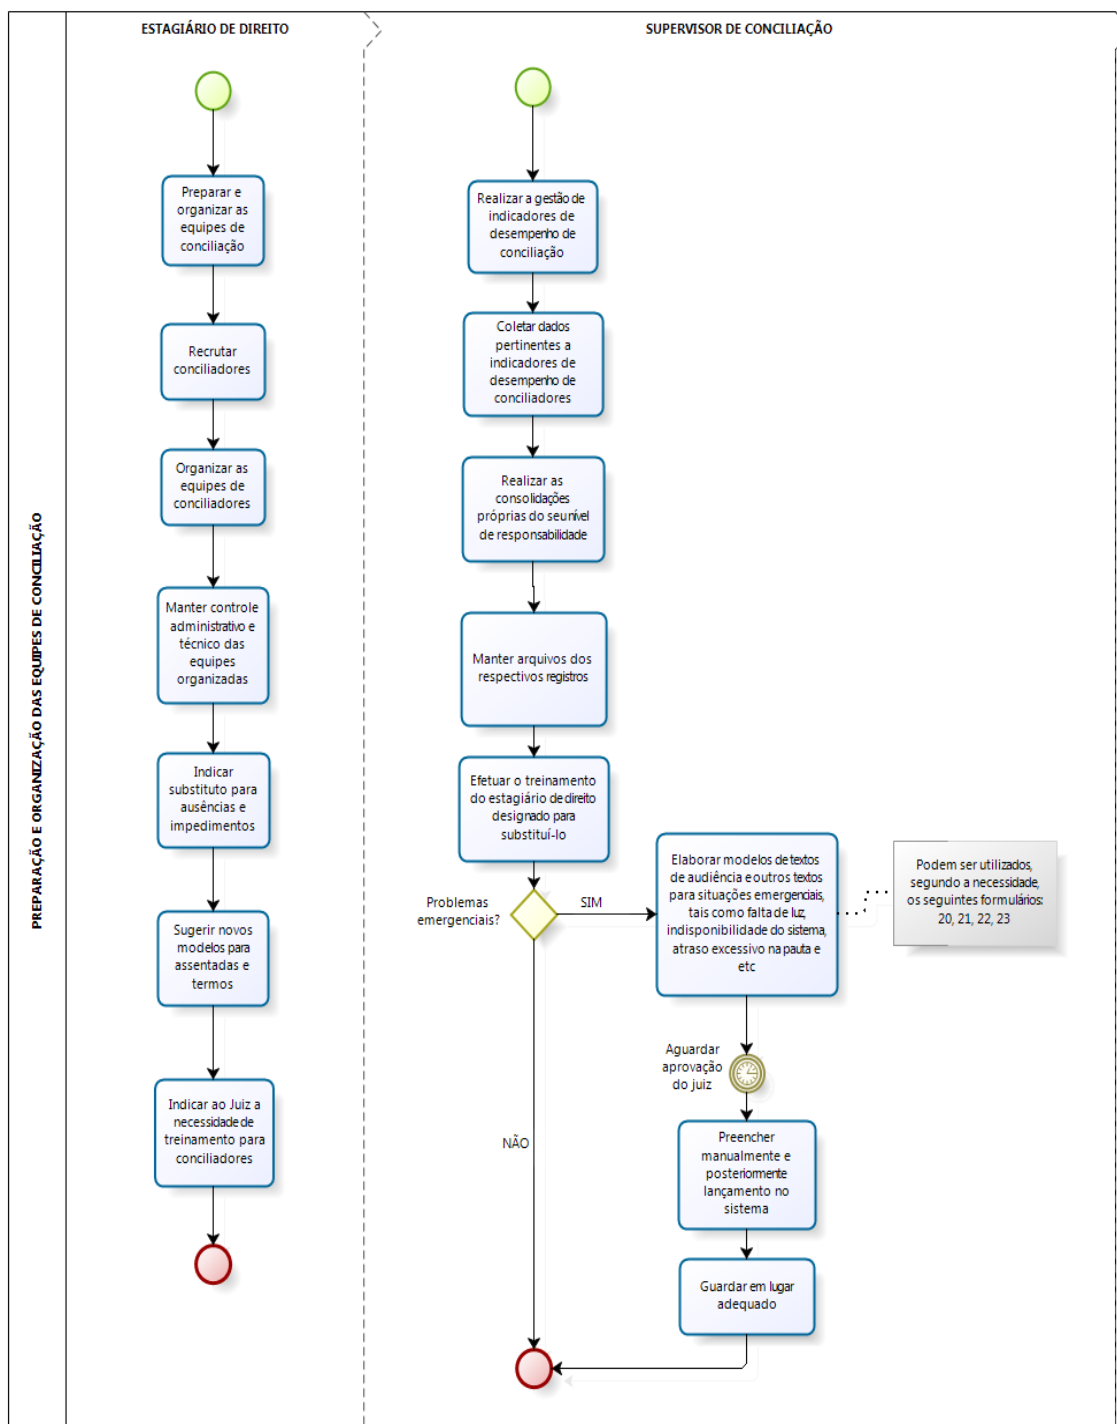 ESTAGIÁRIO DE DIREITO
SUPERVISOR DE CONCILIAÇÃO
PREPARAÇÃO E ORGANIZAÇÃO DAS EQUIPES DE CONCILIAÇÃO
Preparar e
organizar as
equipes de
conciliação
Recrutar
conciliadores
Organizar as
equipes de
conciliadores
Manter controle
administrativo e
técnico das
equipes
organizadas
Indicar
substituto para
ausências e
impedimentos
Sugerir novos
modelos para
assentadas e
termos
Indicar ao Juiz a
necessidade de
treinamento para
conciliadores
Realizar a gestão de
indicadores de
desempenho de
conciliação
Coletar dados
pertinentes a
indicadores de
desempenho de
conciliadores
Realizar as
consolidações
próprias do seu nível
de responsabilidade
Manter arquivos dos
respectivos registros
Efetuar o treinamento
do estagiário de direito
designado para
substituí-lo
Problemas
emergenciais?
SIM
NÃO
Elaborar modelos de textos
de audiência e outros textos
para situações emergenciais,
tais como falta de luz,
indisponibilidade do sistema,
atraso excessivo na pauta e
etc
Podem ser utilizados,
segundo a necessidade,
os seguintes formulários:
20, 21, 22, 23
Aguardar
aprovação
do juiz
Preencher
manualmente e
posteriormente
lançamento no
sistema
Guardar em lugar
adequado